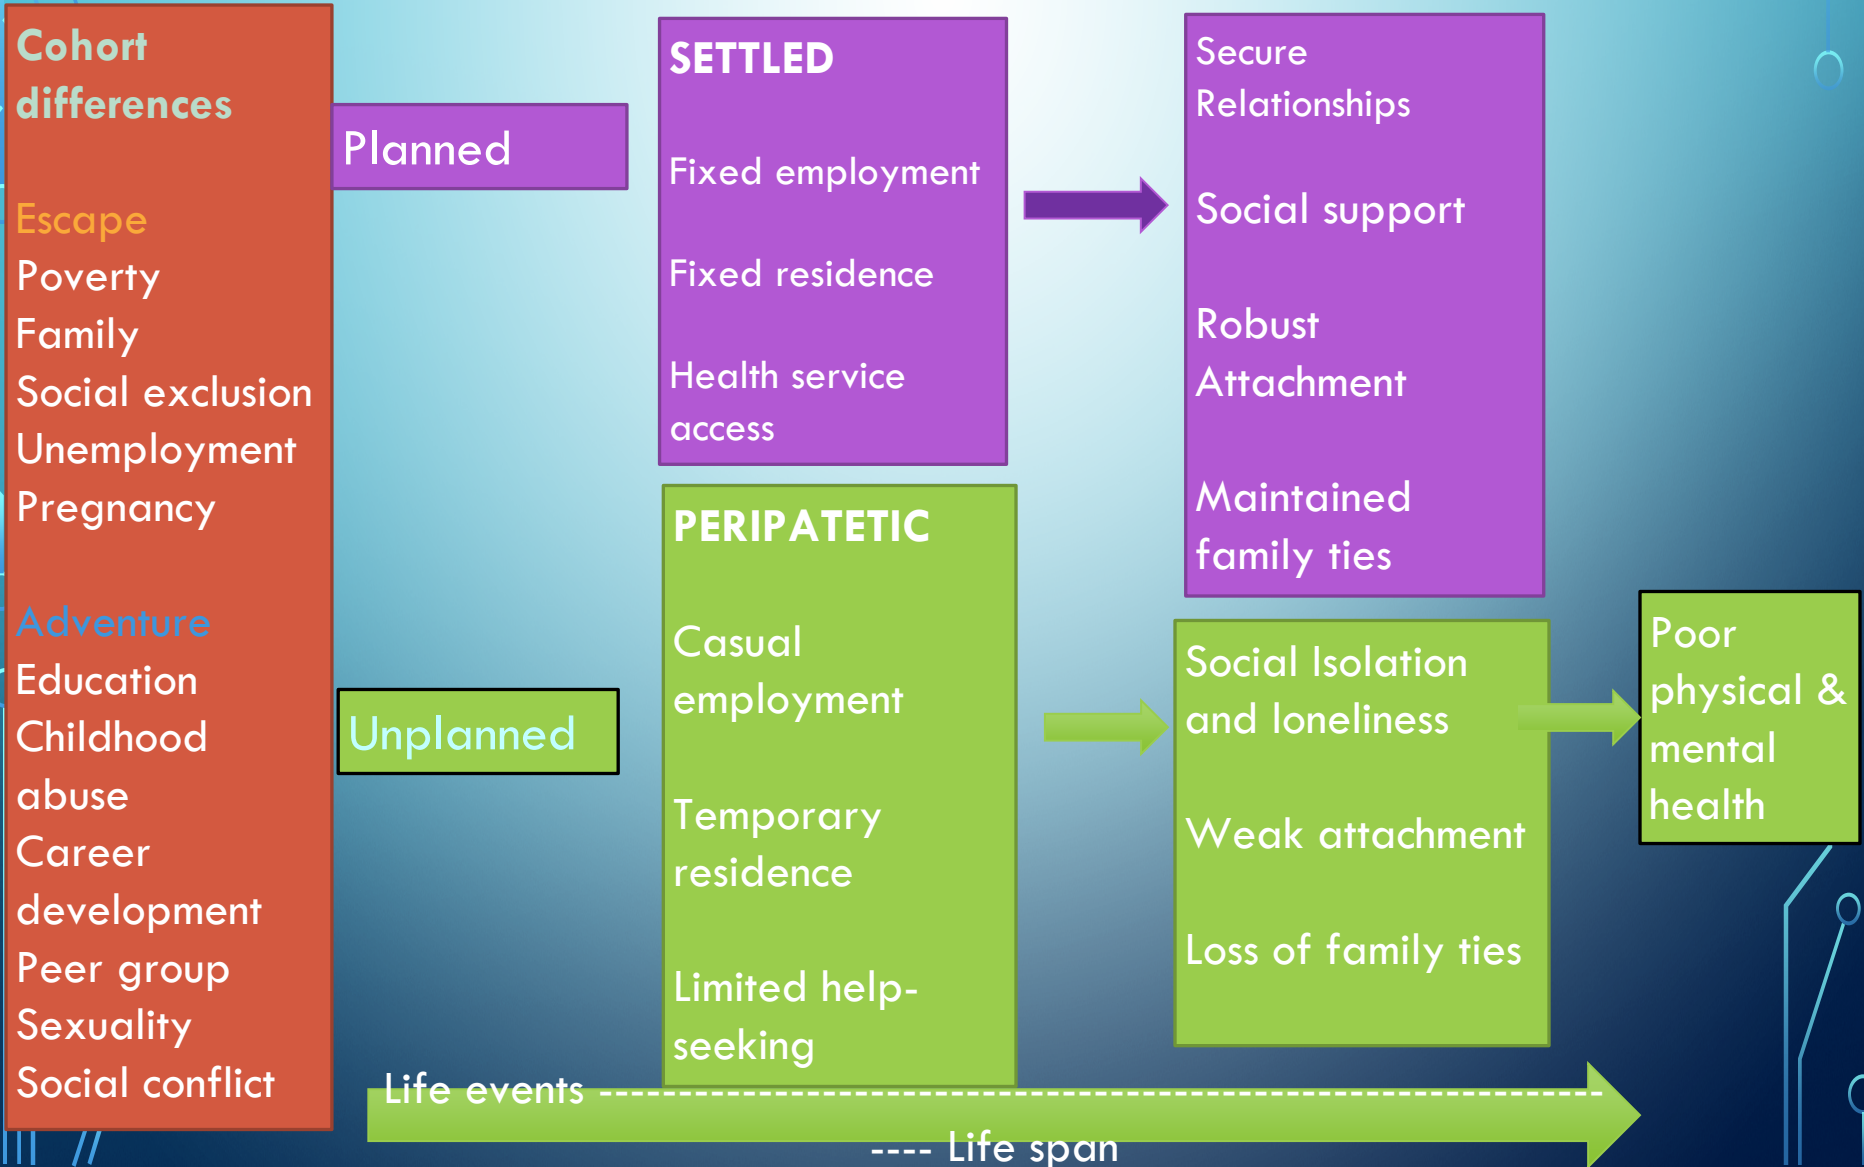 Cohort
differences
Escape
Poverty
Family
Social exclusion
Unemployment
Pregnancy
Adventure
Education
Childhood
abuse
Career
development
Peer group
Sexuality
Social conflict
Planned
Unplanned
SETTLED
Fixed employment
Fixed residence
Health service
access
PERIPATETIC
Casual
employment
Temporary
residence
Limited help-
seeking
Secure
Relationships
Social support
Robust
Attachment
Maintained
family ties
Social Isolation
and loneliness
Weak attachment
Loss of family ties
Poor
physical &
mental
health
Life events ------------------------------------------------------------------------
---- Life span